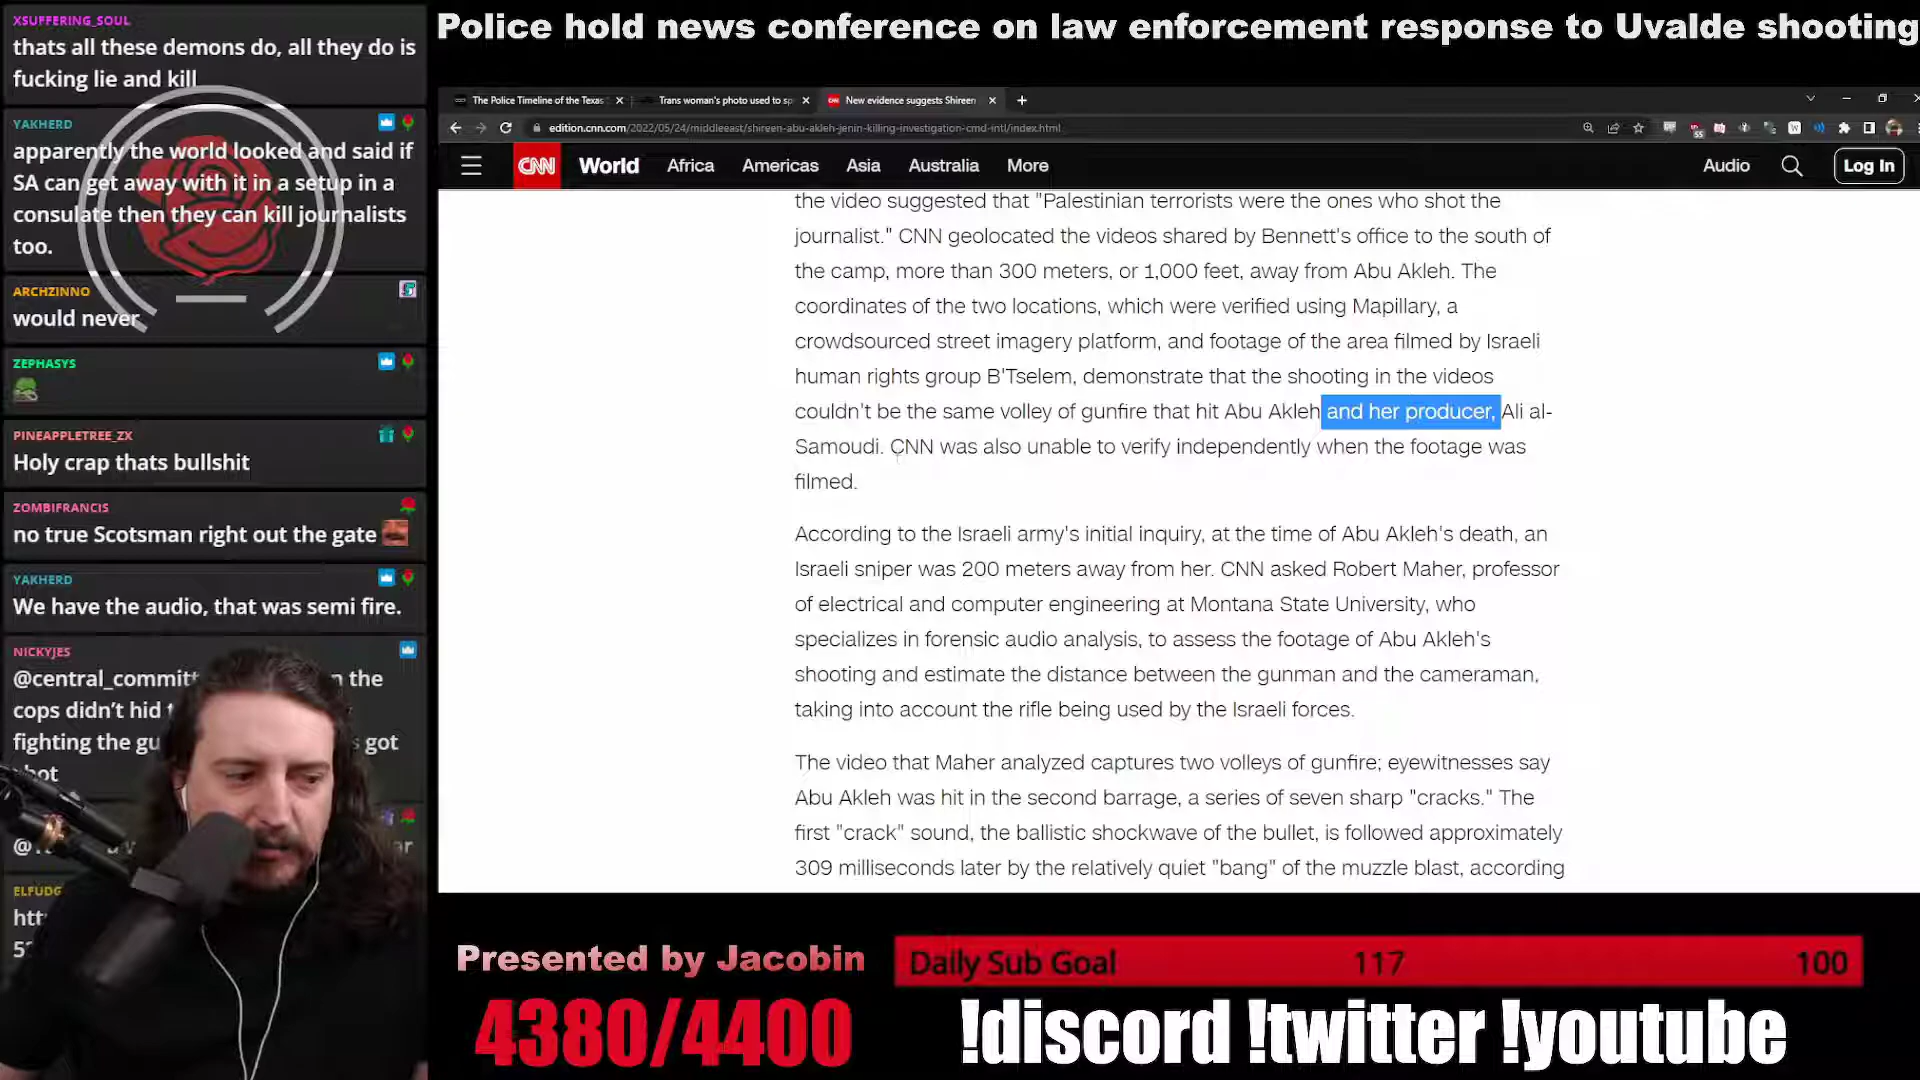 XSUFFERING_SOUL
thats all these demons do, all they do is
fucking lie and kill
YAKHERD
apparently the world looked and said if
SA can get away with it in a setup in a
consulate then they can kill journalists
too.
ARCHZINNO
would never
ZEPHASYS
PINEAPPLETREE_ZX
Holy crap thats bullshit
ZOMBIFRANCIS
no true Scotsman right out the gate
YAKHERD
We have the audio, that was semi fire.
NICKYJES
n the
cops didn't hid
fighting the gu
got
Police hold news conference on law enforcement response to Uvalde shooting
The Police Timeline of the Texas
Trans woman's photo used to sp
New evidence suggests Shireen
edition.cnn.com/2022/05/24/middleeast/shireen-abu-akleh-jenin-killing-investigation-cmd-intl/index.html
CNN World Africa Americas Asia Australia More Audio Log In
the video suggested that "Palestinian terrorists were the ones who shot the
journalist." CNN geolocated the videos shared by Bennett's office to the south of
the camp, more than 300 meters, or 1,000 feet, away from Abu Akleh. The
coordinates of the two locations, which were verified using Mapillary, a
crowdsourced street imagery platform, and footage of the area filmed by Israeli
human rights group B'Tselem, demonstrate that the shooting in the videos
couldn't be the same volley of gunfire that hit Abu Akleh and her producer, Ali al-
Samoudi. CNN was also unable to verify independently when the footage was
filmed.
According to the Israeli army's initial inquiry, at the time of Abu Akleh's death, an
Israeli sniper was 200 meters away from her. CNN asked Robert Maher, professor
of electrical and computer engineering at Montana State University, who
specializes in forensic audio analysis, to assess the footage of Abu Akleh's
shooting and estimate the distance between the gunman and the cameraman,
taking into account the rifle being used by the Israeli forces.
The video that Maher analyzed captures two volleys of gunfire; eyewitnesses say
Abu Akleh was hit in the second barrage, a series of seven sharp "cracks." The
first "crack" sound, the ballistic shockwave of the bullet, is followed approximately
309 milliseconds later by the relatively quiet "bang" of the muzzle blast, according
Presented by Jacobin
4380/4400
Daily Sub Goal 117 100
!discord !twitter !youtube